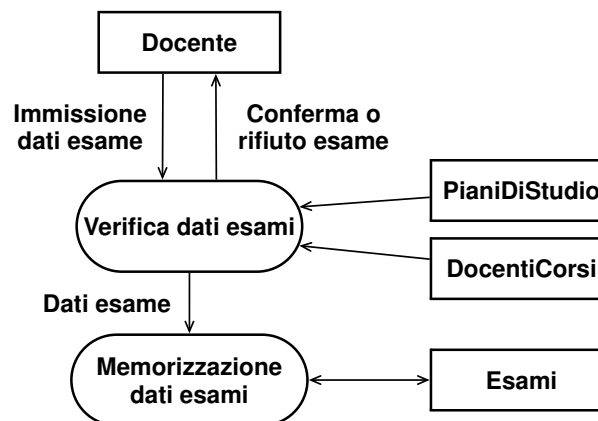 Docente
Immissione
dati esame
Conferma o
rifiuto esame
PianiDiStudio
Verifica dati esami
DocentiCorsi
Dati esame
Memorizzazione
dati esami
Esami